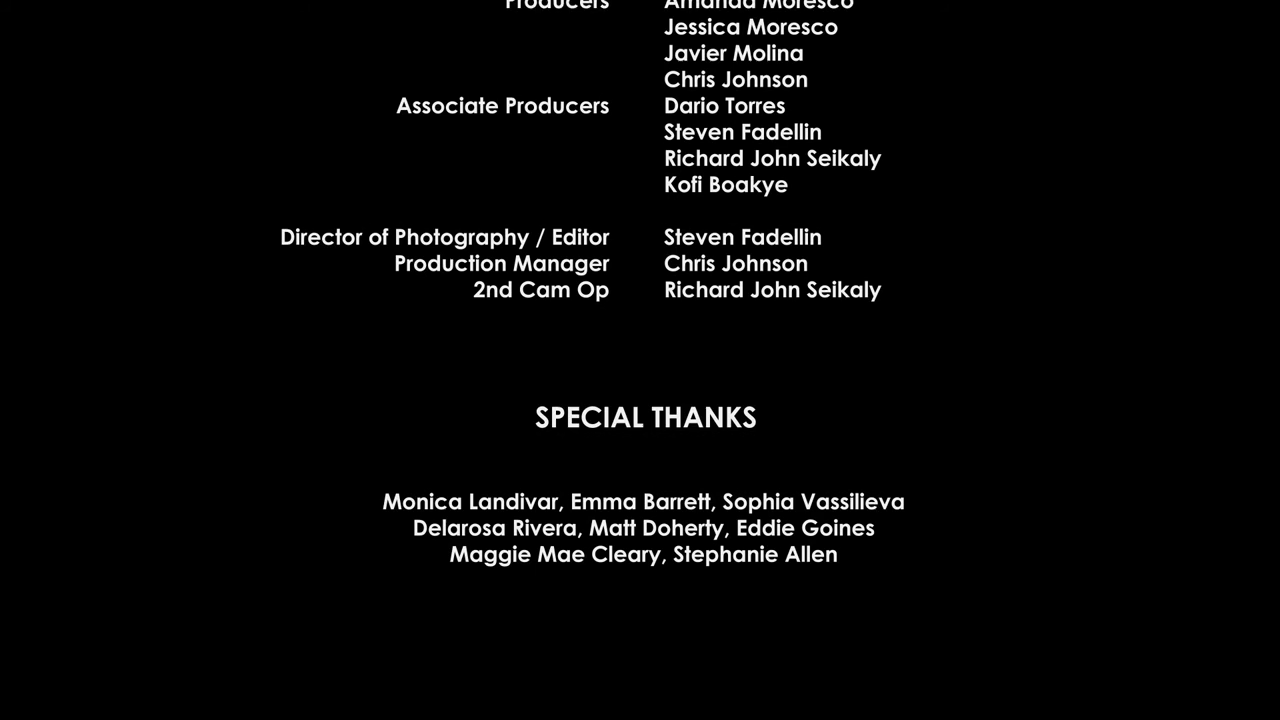 Producers Amanda Moresco
Jessica Moresco
Javier Molina
Chris Johnson
Associate Producers Dario Torres
Steven Fadellin
Richard John Seikaly
Kofi Boakye
Director of Photography / Editor Steven Fadellin
Production Manager Chris Johnson
2nd Cam Op Richard John Seikaly
SPECIAL THANKS
Monica Landivar, Emma Barrett, Sophia Vassilieva
Delarosa Rivera, Matt Doherty, Eddie Goines
Maggie Mae Cleary, Stephanie Allen